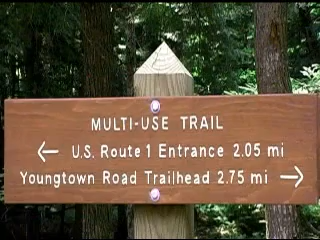 MULTI-USE TRAIL
← U.S. Route 1 Entrance 2.05 mi
Youngtown Road Trailhead 2.75 mi →